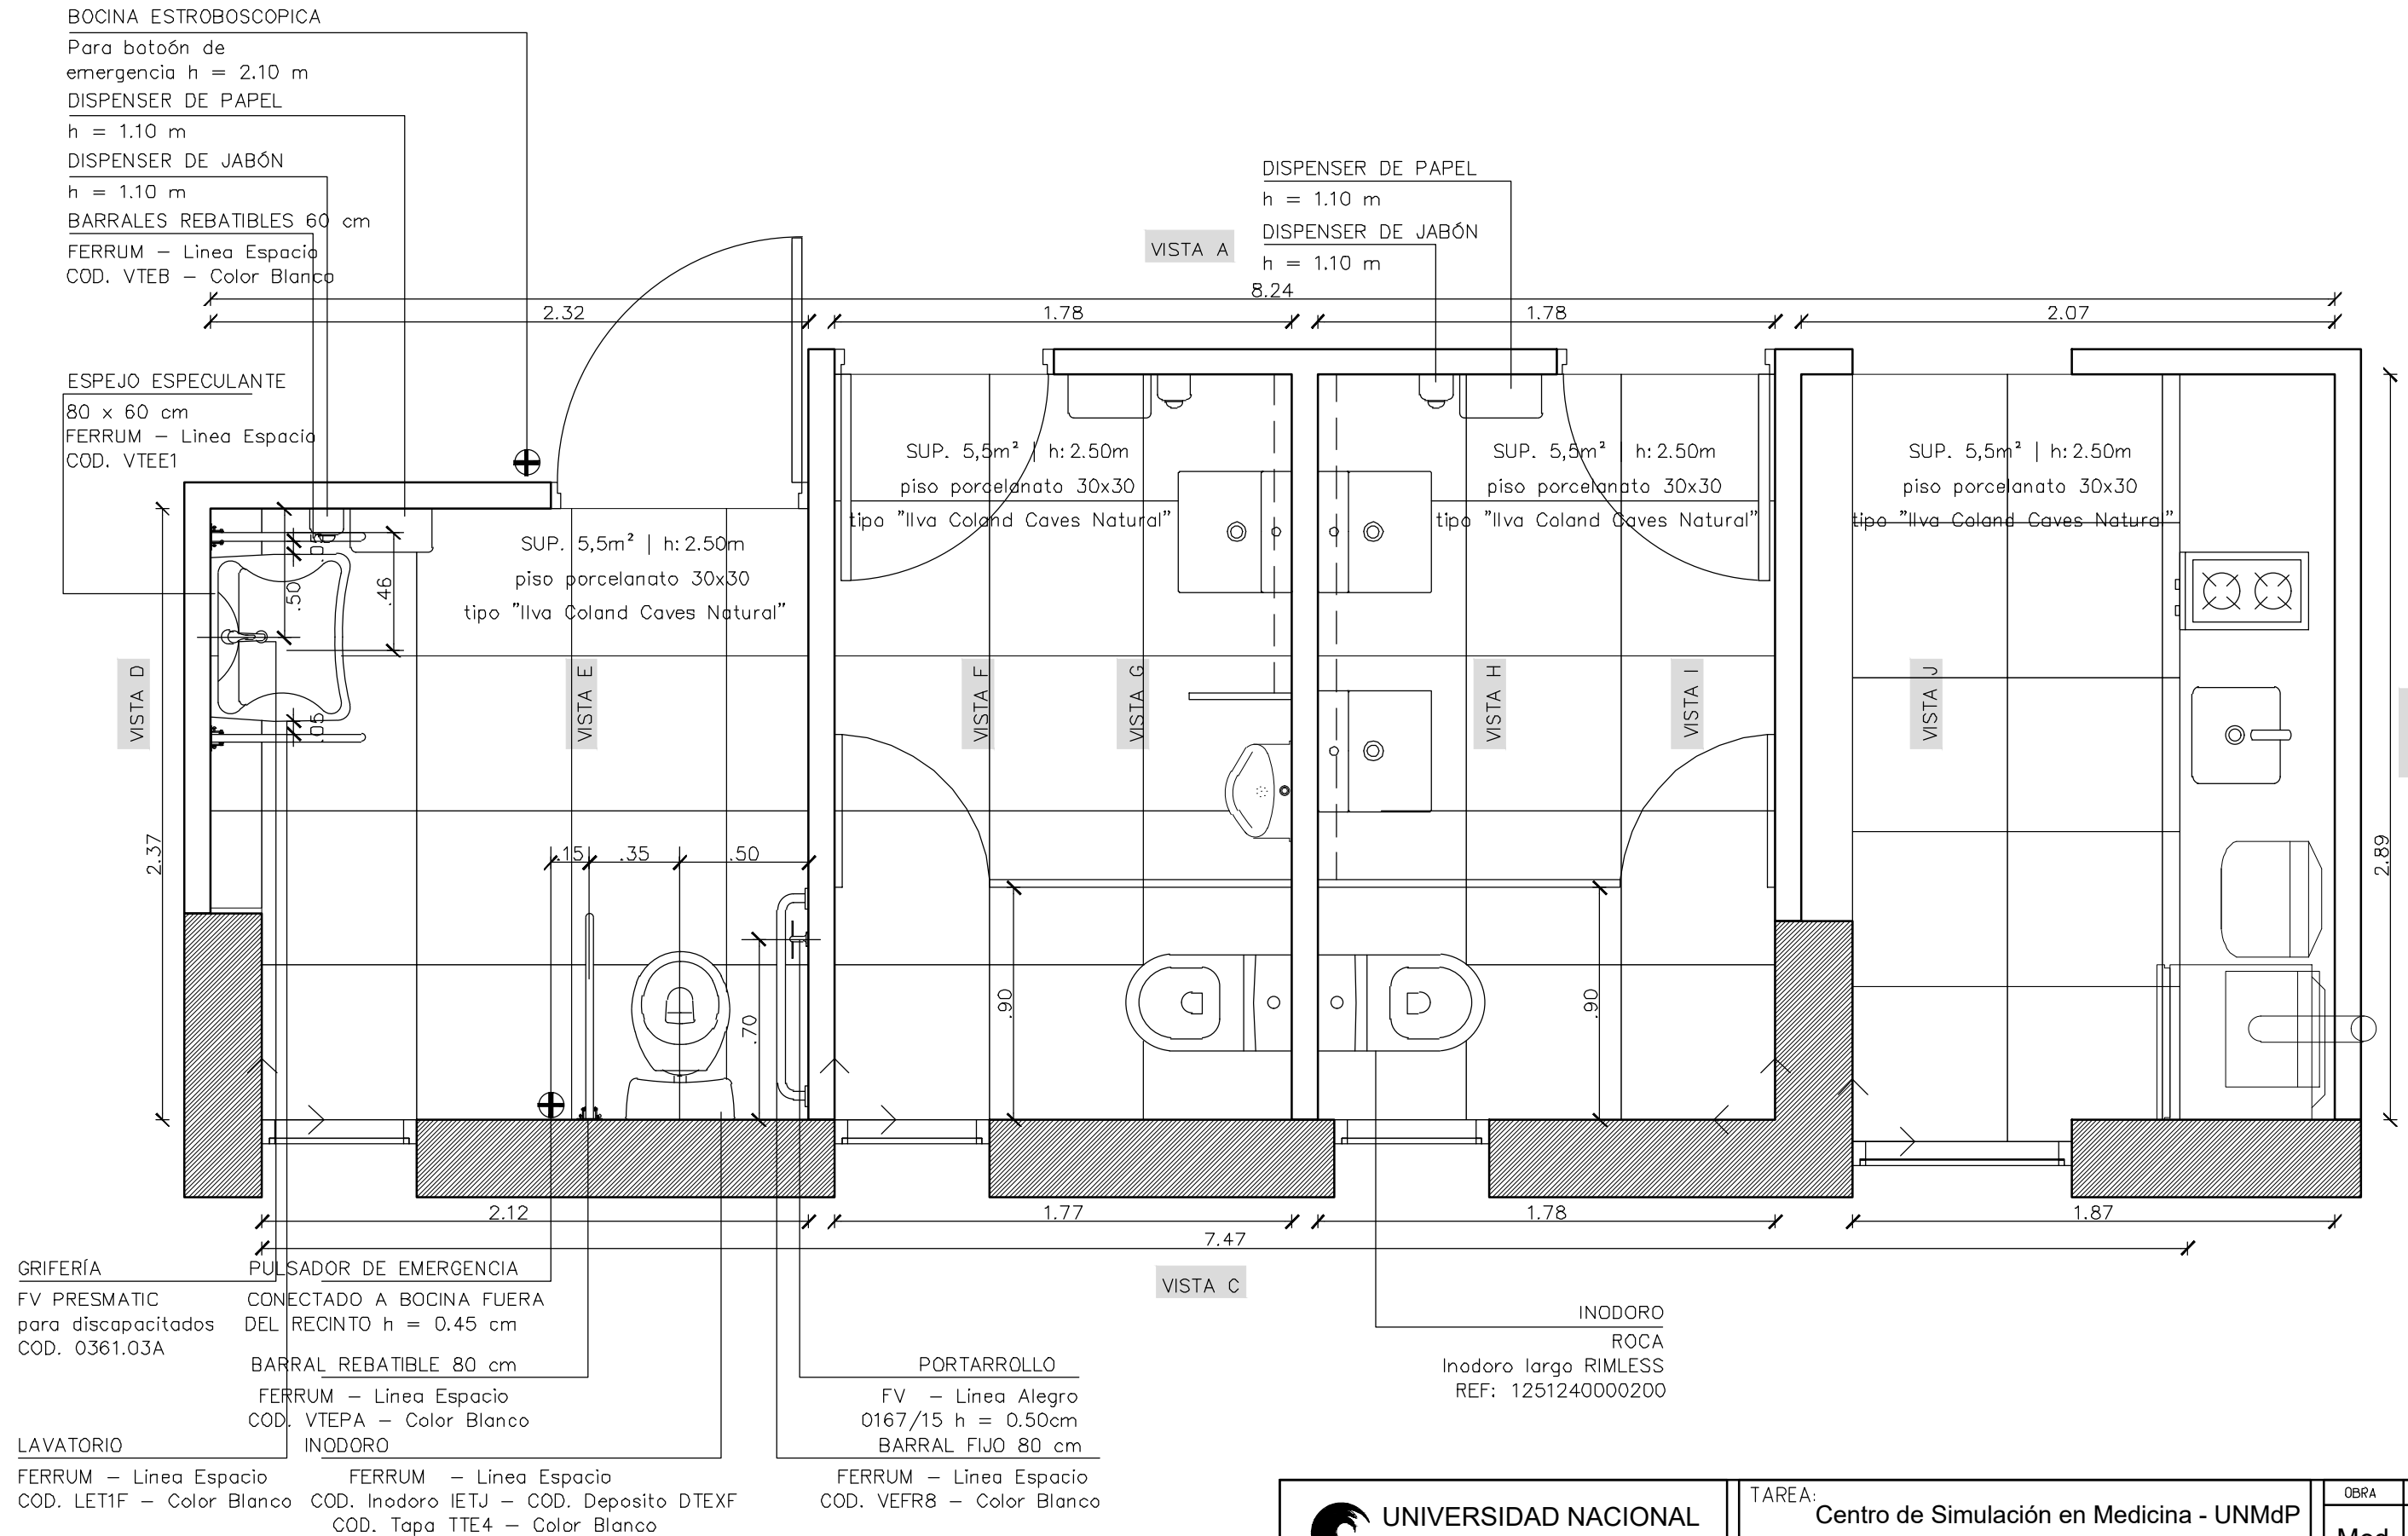 BOCINA ESTROBOSCOPICA
Para botoón de
emergencia h = 2.10 m
DISPENSER DE PAPEL
h = 1.10 m
DISPENSER DE JABÓN
h = 1.10 m
BARRALES REBATIBLES 60 cm
FERRUM – Linea Espacio
COD. VTEB – Color Blanco
ESPEJO ESPECULANTE
80 x 60 cm
FERRUM – Linea Espacio
COD. VTEE1
DISPENSER DE PAPEL
h = 1.10 m
DISPENSER DE JABÓN
h = 1.10 m
VISTA A
8.24
2.32
1.78
1.78
2.07
SUP. 5,5m² | h:2.50m
piso porcelanato 30x30
tipo "Ilva Coland Caves Natural"
SUP. 5,5m² | h:2.50m
piso porcelanato 30x30
tipo "Ilva Coland Caves Natural"
SUP. 5,5m² | h:2.50m
piso porcelanato 30x30
tipo "Ilva Coland Caves Natural"
SUP. 5,5m² | h:2.50m
piso porcelanato 30x30
tipo "Ilva Coland Caves Natural"
.50
.46
.05
VISTA D
VISTA E
VISTA F
VISTA G
VISTA H
VISTA I
VISTA J
2.37
2.89
.15
.35
.50
.70
.90
.90
2.12
1.77
1.78
1.87
7.47
VISTA C
GRIFERÍA
FV PRESMATIC
para discapacitados
COD. 0361.03A
PULSADOR DE EMERGENCIA
CONECTADO A BOCINA FUERA
DEL RECINTO h = 0.45 cm
BARRAL REBATIBLE 80 cm
FERRUM – Linea Espacio
COD. VTEPA – Color Blanco
LAVATORIO
FERRUM – Linea Espacio
COD. LET1F – Color Blanco
INODORO
FERRUM – Linea Espacio
COD. Inodoro IETJ – COD. Deposito DTEXF
COD. Tapa TTE4 – Color Blanco
PORTARROLLO
FV – Linea Alegro
0167/15 h = 0.50cm
BARRAL FIJO 80 cm
FERRUM – Linea Espacio
COD. VEFR8 – Color Blanco
INODORO
ROCA
Inodoro largo RIMLESS
REF: 1251240000200
UNIVERSIDAD NACIONAL
TAREA:
Centro de Simulación en Medicina - UNMdP
OBRA